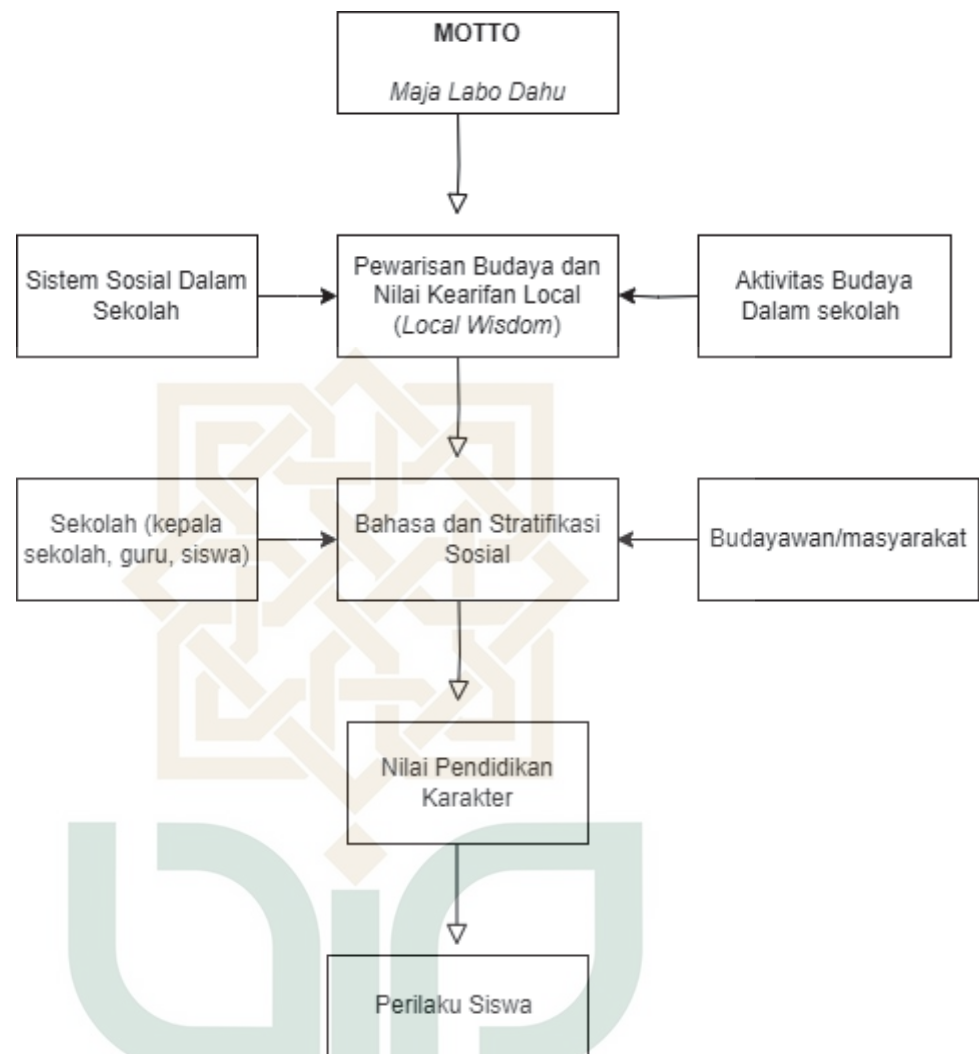 MOTTO
Maja Labo Dahu
Sistem Sosial Dalam
Sekolah
Pewarisan Budaya dan
Nilai Kearifan Local
(Local Wisdom)
Aktivitas Budaya
Dalam sekolah
Sekolah (kepala
sekolah, guru, siswa)
Bahasa dan Stratifikasi
Sosial
Budayawan/masyarakat
Nilai Pendidikan
Karakter
Perilaku Siswa